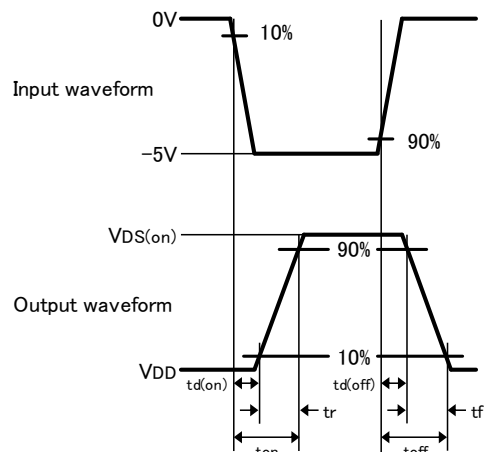 0V
10%
Input waveform
90%
-5V
VDS(on)
90%
Output waveform
10%
VDD
td(on)
td(off)
tr
tf
ton
toff